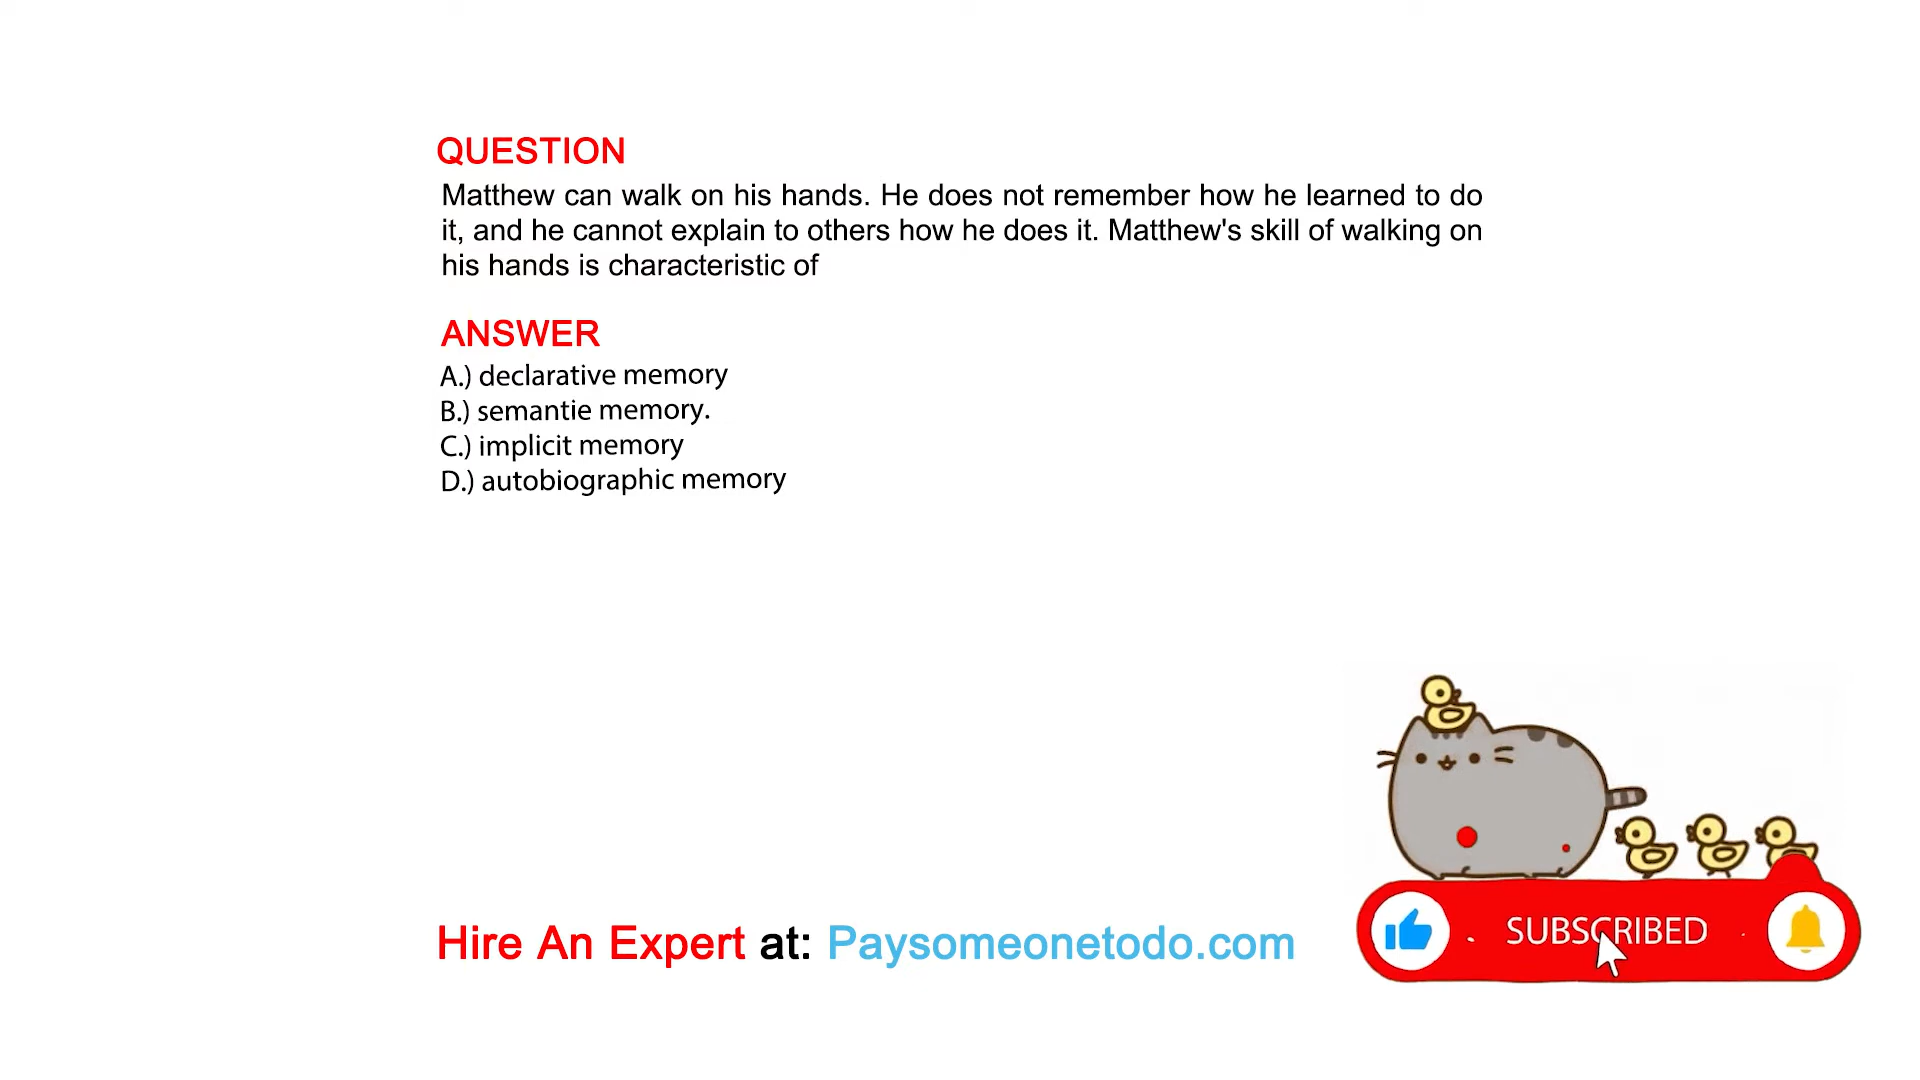 QUESTION
Matthew can walk on his hands. He does not remember how he learned to do
it, and he cannot explain to others how he does it. Matthew's skill of walking on
his hands is characteristic of
ANSWER
A.) declarative memory
B.) semantie memory.
C.) implicit memory
D.) autobiographic memory
Hire An Expert at: Paysomeonetodo.com
SUBSCRIBED